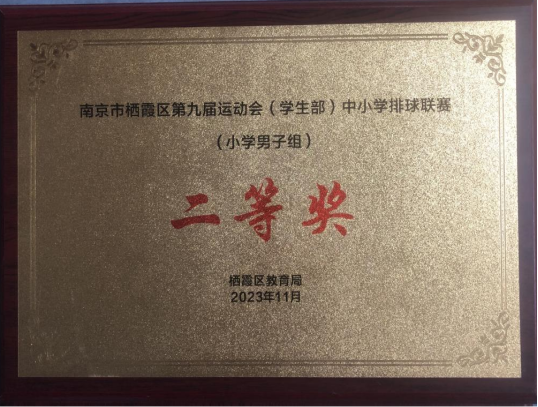 南京市栖霞区第九届运动会（学生部）中小学排球联赛
（小学男子组）
二等奖
栖霞区教育局
2023年11月